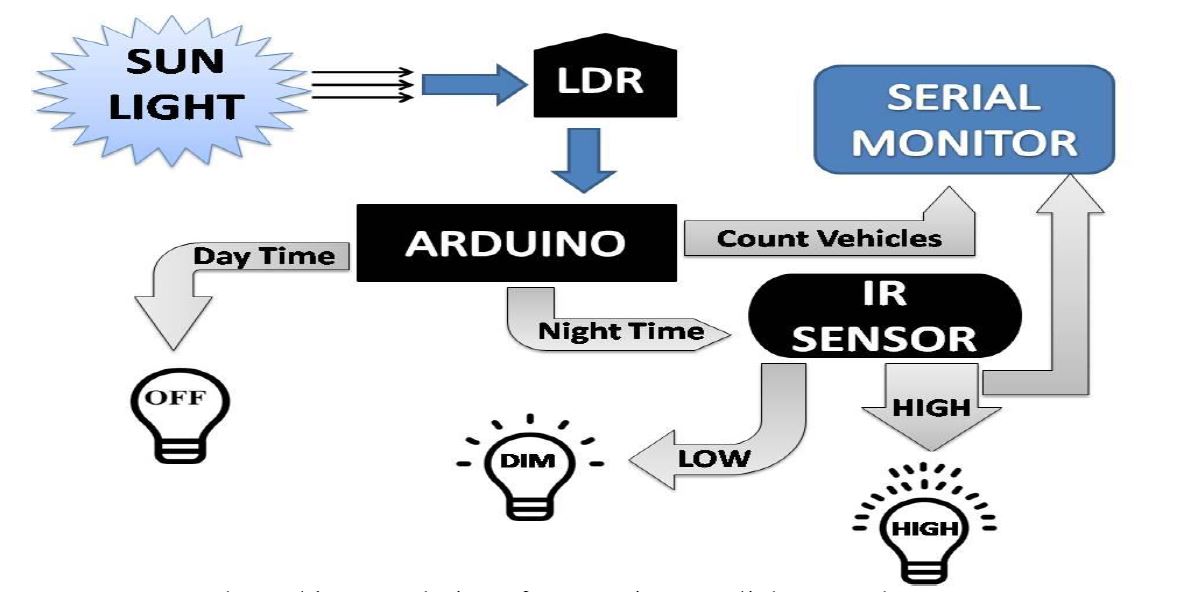 SUN
LIGHT
LDR
SERIAL
MONITOR
ARDUINO
Count Vehicles
Day Time
IR
SENSOR
Night Time
OFF
HIGH
LOW
DIM
HIGH